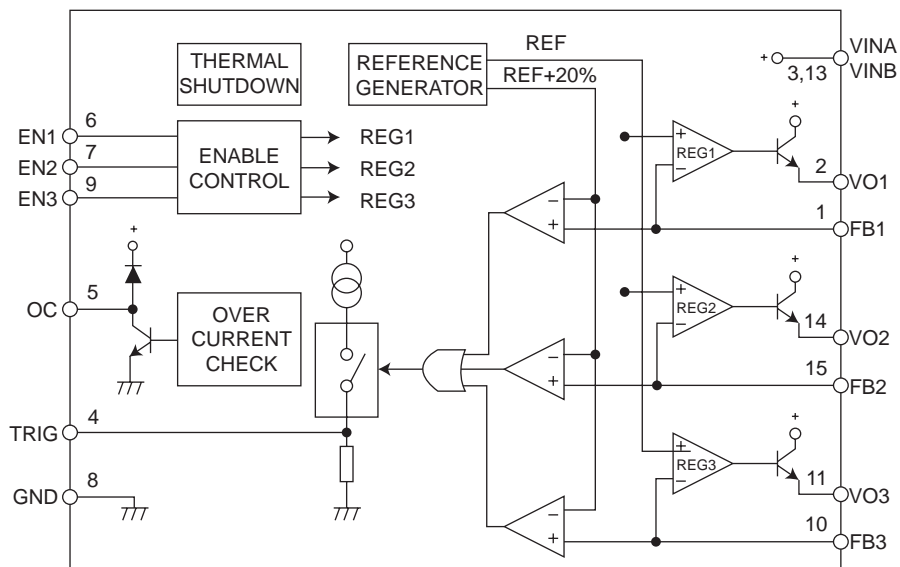 THERMAL
SHUTDOWN
REFERENCE
GENERATOR
REF
REF+20%
+
3,13
VINA
VINB
EN1
6
EN2
7
EN3
9
ENABLE
CONTROL
REG1
REG2
REG3
+
REG1
−
+
2
VO1
1
FB1
−
+
+
OC
5
OVER
CURRENT
CHECK
+
REG2
−
+
14
VO2
15
FB2
−
+
TRIG
4
GND
8
+
REG3
−
+
11
VO3
10
FB3
−
+